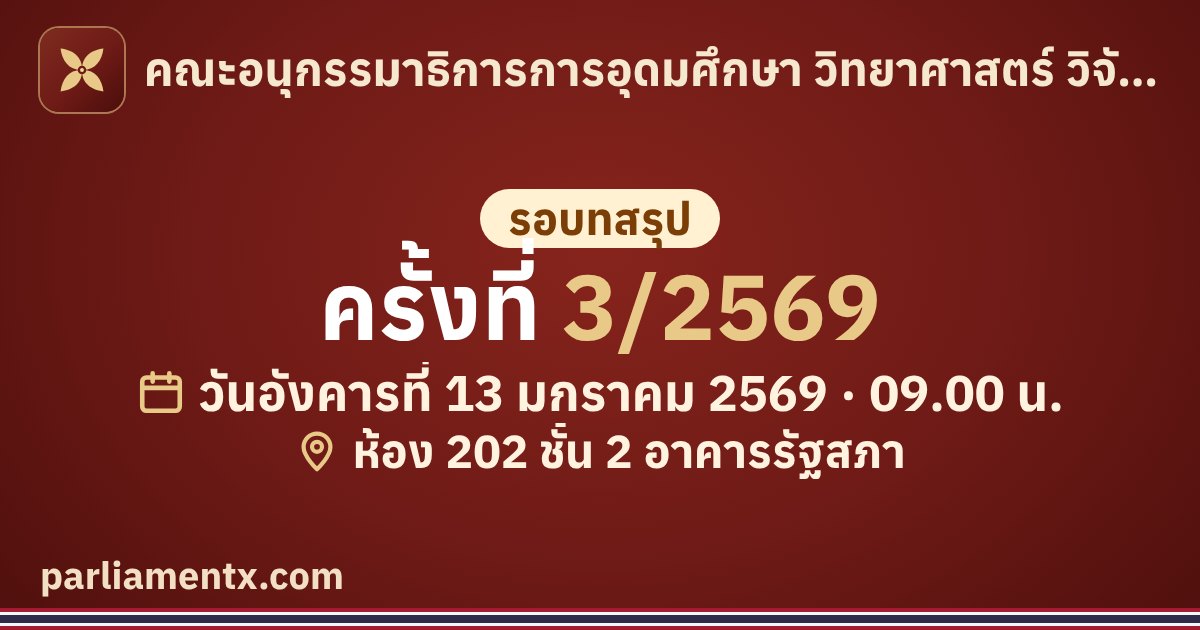 คณะอนุกรรมาธิการการอุดมศึกษา วิทยาศาสตร์ วิจั...
รอบทสรุป
ครั้งที่ 3/2569
วันอังคารที่ 13 มกราคม 2569 · 09.00 น.
ห้อง 202 ชั้น 2 อาคารรัฐสภา
parliamentx.com